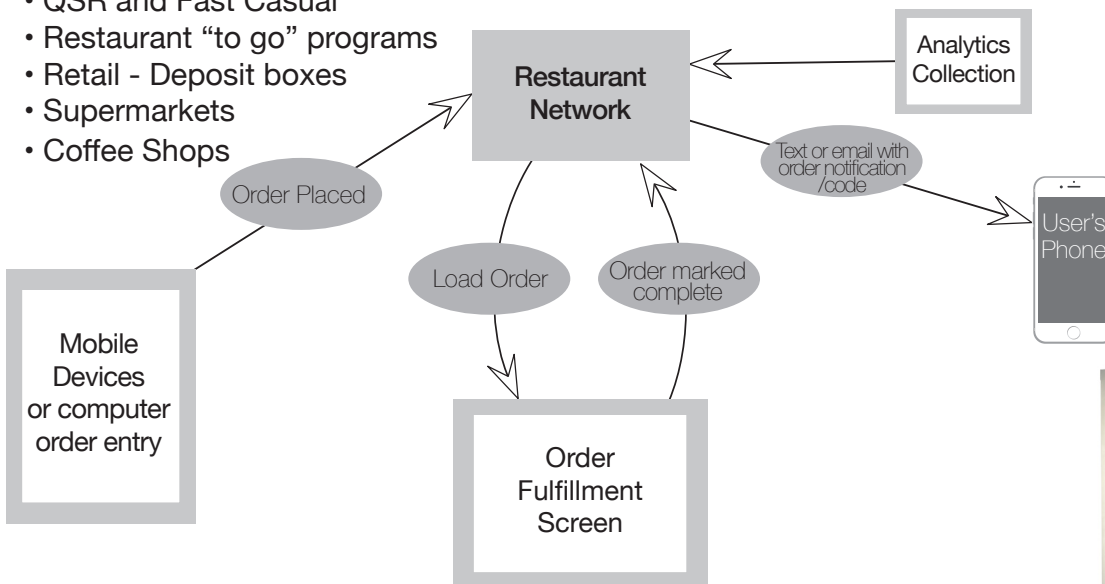 • QSR and Fast Casual
• Restaurant “to go” programs
• Retail - Deposit boxes
• Supermarkets
• Coffee Shops
Restaurant
Network
Analytics
Collection
Order Placed
Text or email with
order notification
/code
User's
Phone
Load Order
Order marked
complete
Mobile
Devices
or computer
order entry
Order
Fulfillment
Screen